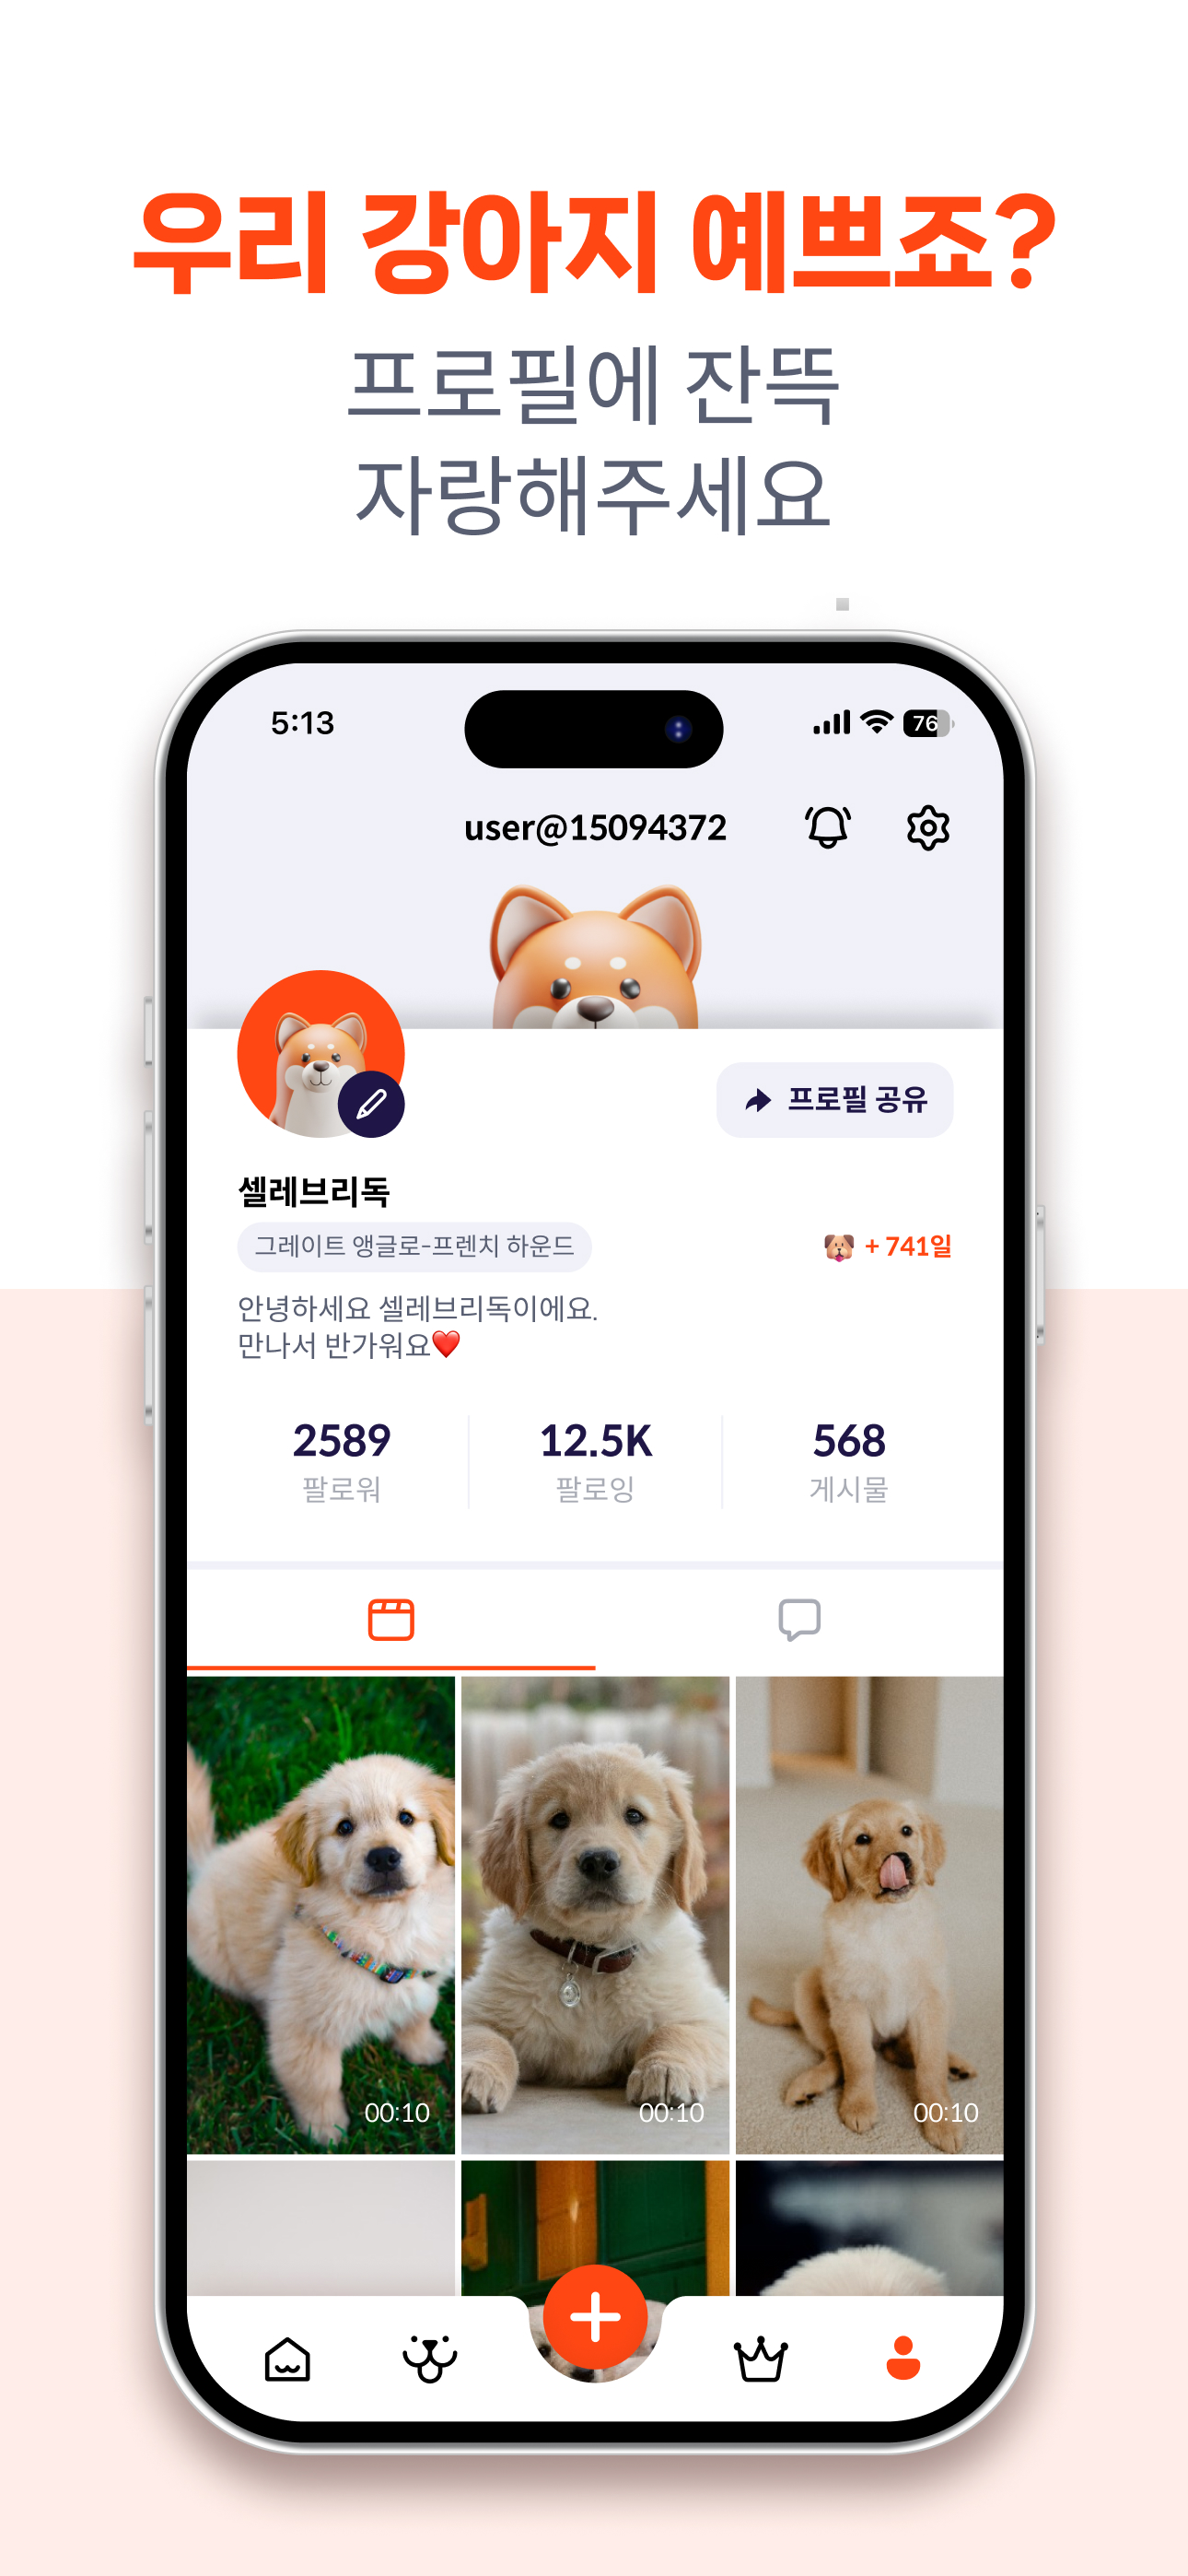 우리 강아지 예쁘죠?
프로필에 잔뜩
자랑해주세요
5:13
76
user@15094372
프로필 공유
셀레브리독
그레이트 앵글로-프렌치 하운드
+ 741일
안녕하세요 셀레브리독이에요.
만나서 반가워요❤️
2589
12.5K
568
팔로워
팔로잉
게시물
00:10
00:10
00:10